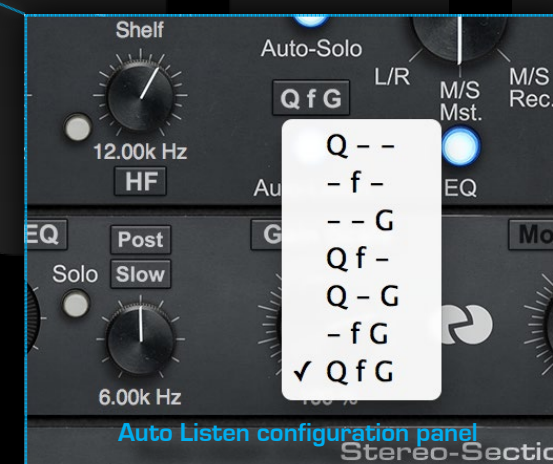 Shelf
Auto-Solo
L/R
M/S
Mst.
M/S
Rec.
Q f G
12.00k Hz
HF
Q – –
– f –
– – G
Q f –
Q – G
– f G
✓ Q f G
Au
EQ
EQ
Post
G
Mo
Solo
Slow
6.00k Hz
Auto Listen configuration panel
Stereo-Sectio